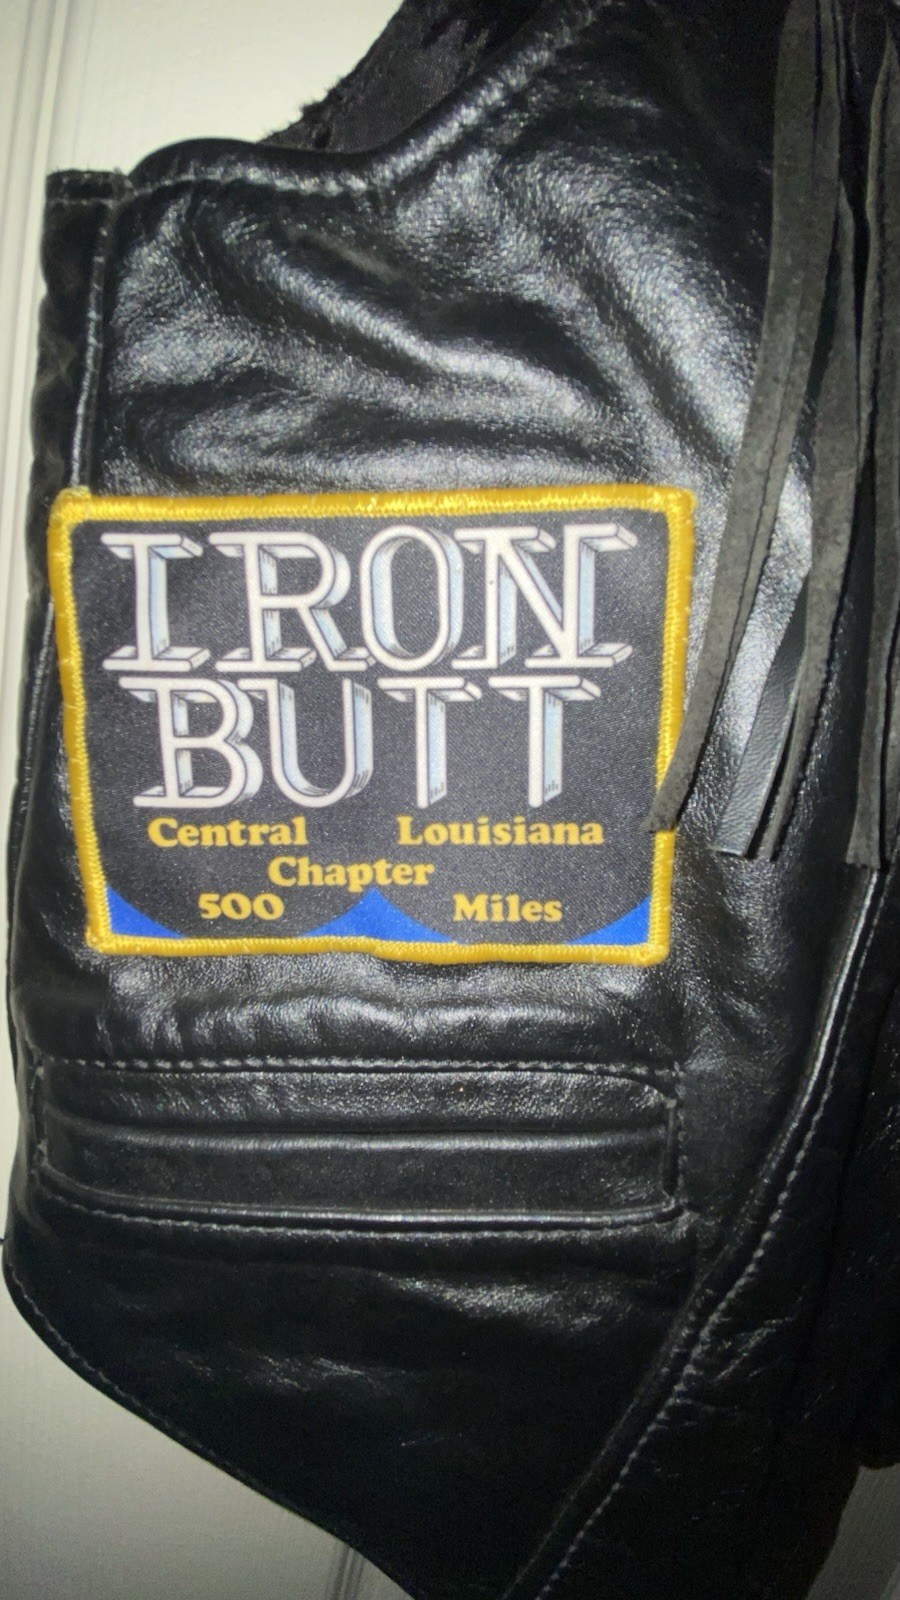 IRON
BUTT
Central Louisiana
Chapter
500 Miles